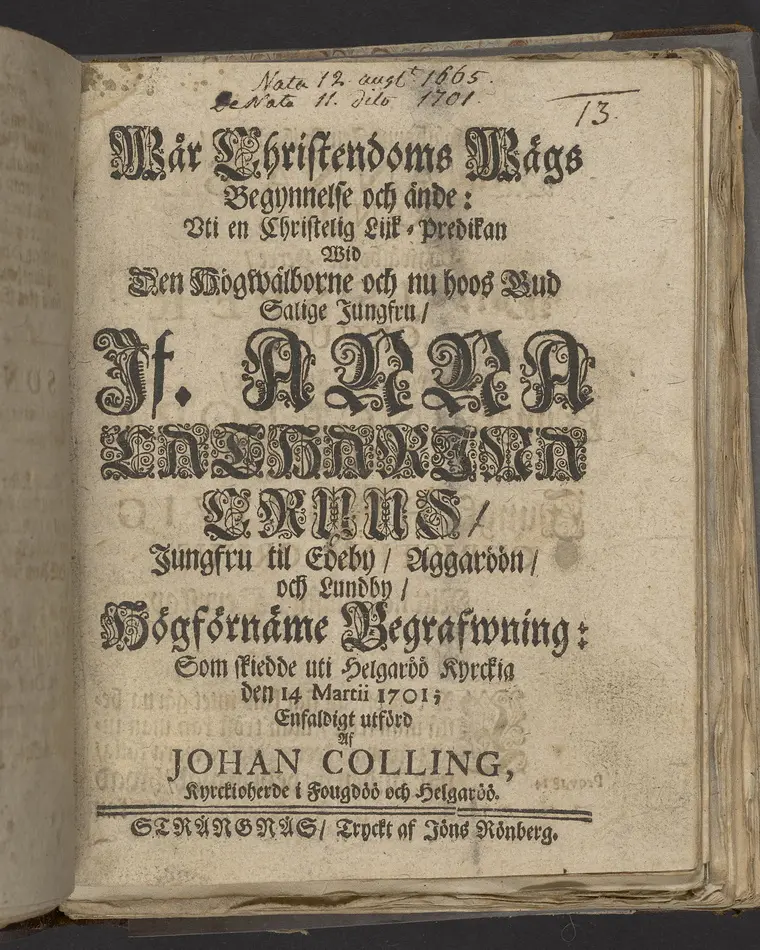 Nata 12. augt 1665.
DeNata 11. dito 1701.
13.
Wår Christendoms Wägs
Begynnelse och ände:
Uti en Christelig Lijk-Predikan
Wid
Den Högwälborne och nu hoos Gud
Salige Jungfru/
Jf. ANNA
CATHARINA
CRUUS/
Jungfru til Edeby/ Aggaröön/
och Lundby/
Högförnäme Begrafwning:
Som skiedde uti Helgaröö Kyrckia
den 14 Martii 1701;
Enfaldigt utförd
Af
JOHAN COLLING,
Kyrckioherde i Fougdöö och Helgaröö.
STRÄNGNÄS/ Tryckt af Jöns Rönberg.